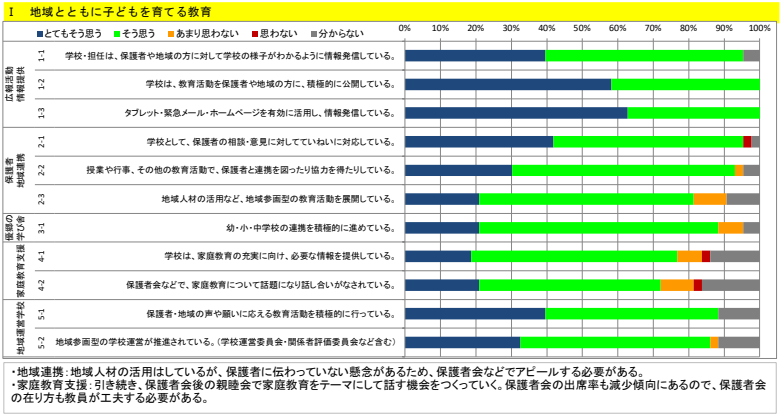 Ⅰ 地域とともに子どもを育てる教育
■とてもそう思う ■そう思う ■あまり思わない ■思わない ■分からない
0% 10% 20% 30% 40% 50% 60% 70% 80% 90% 100%
広報活動
情報提供
1-1 学校・担任は、保護者や地域の方に対して学校の様子がわかるように情報発信している。
1-2 学校は、教育活動を保護者や地域の方に、積極的に公開している。
1-3 タブレット・緊急メール・ホームページを有効に活用し、情報発信している。
保護者
地域連携
2-1 学校として、保護者の相談・意見に対してていねいに対応している。
2-2 授業や行事、その他の教育活動で、保護者と連携を図ったり協力を得たりしている。
2-3 地域人材の活用など、地域参画型の教育活動を展開している。
優郷の
学び舎
3-1 幼・小・中学校の連携を積極的に進めている。
家庭教育支援
4-1 学校は、家庭教育の充実に向け、必要な情報を提供している。
4-2 保護者会などで、家庭教育について話題になり話し合いがなされている。
地域運営学校
5-1 保護者・地域の声や願いに応える教育活動を積極的に行っている。
5-2 地域参画型の学校運営が推進されている。(学校運営委員会・関係者評価委員会など含む)
・地域連携:地域人材の活用はしているが、保護者に伝わっていない懸念があるため、保護者会などでアピールする必要がある。
・家庭教育支援:引き続き、保護者会後の親睦会で家庭教育をテーマにして話す機会をつくっていく。保護者会の出席率も減少傾向にあるので、保護者会
の在り方も教員が工夫する必要がある。